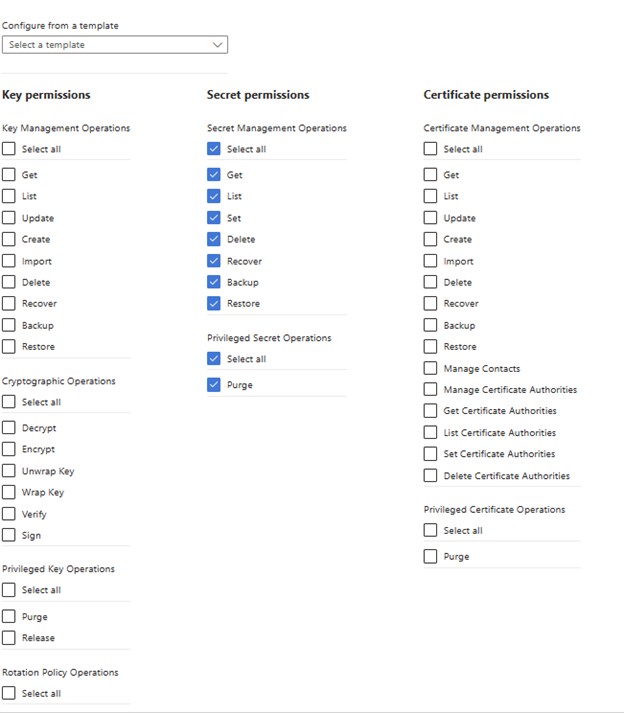 Configure from a template
Select a template
Key permissions
Key Management Operations
Select all
Get
List
Update
Create
Import
Delete
Recover
Backup
Restore
Cryptographic Operations
Select all
Decrypt
Encrypt
Unwrap Key
Wrap Key
Verify
Sign
Privileged Key Operations
Select all
Purge
Release
Rotation Policy Operations
Select all
Secret permissions
Secret Management Operations
Select all
Get
List
Set
Delete
Recover
Backup
Restore
Privileged Secret Operations
Select all
Purge
Certificate permissions
Certificate Management Operations
Select all
Get
List
Update
Create
Import
Delete
Recover
Backup
Restore
Manage Contacts
Manage Certificate Authorities
Get Certificate Authorities
List Certificate Authorities
Set Certificate Authorities
Delete Certificate Authorities
Privileged Certificate Operations
Select all
Purge